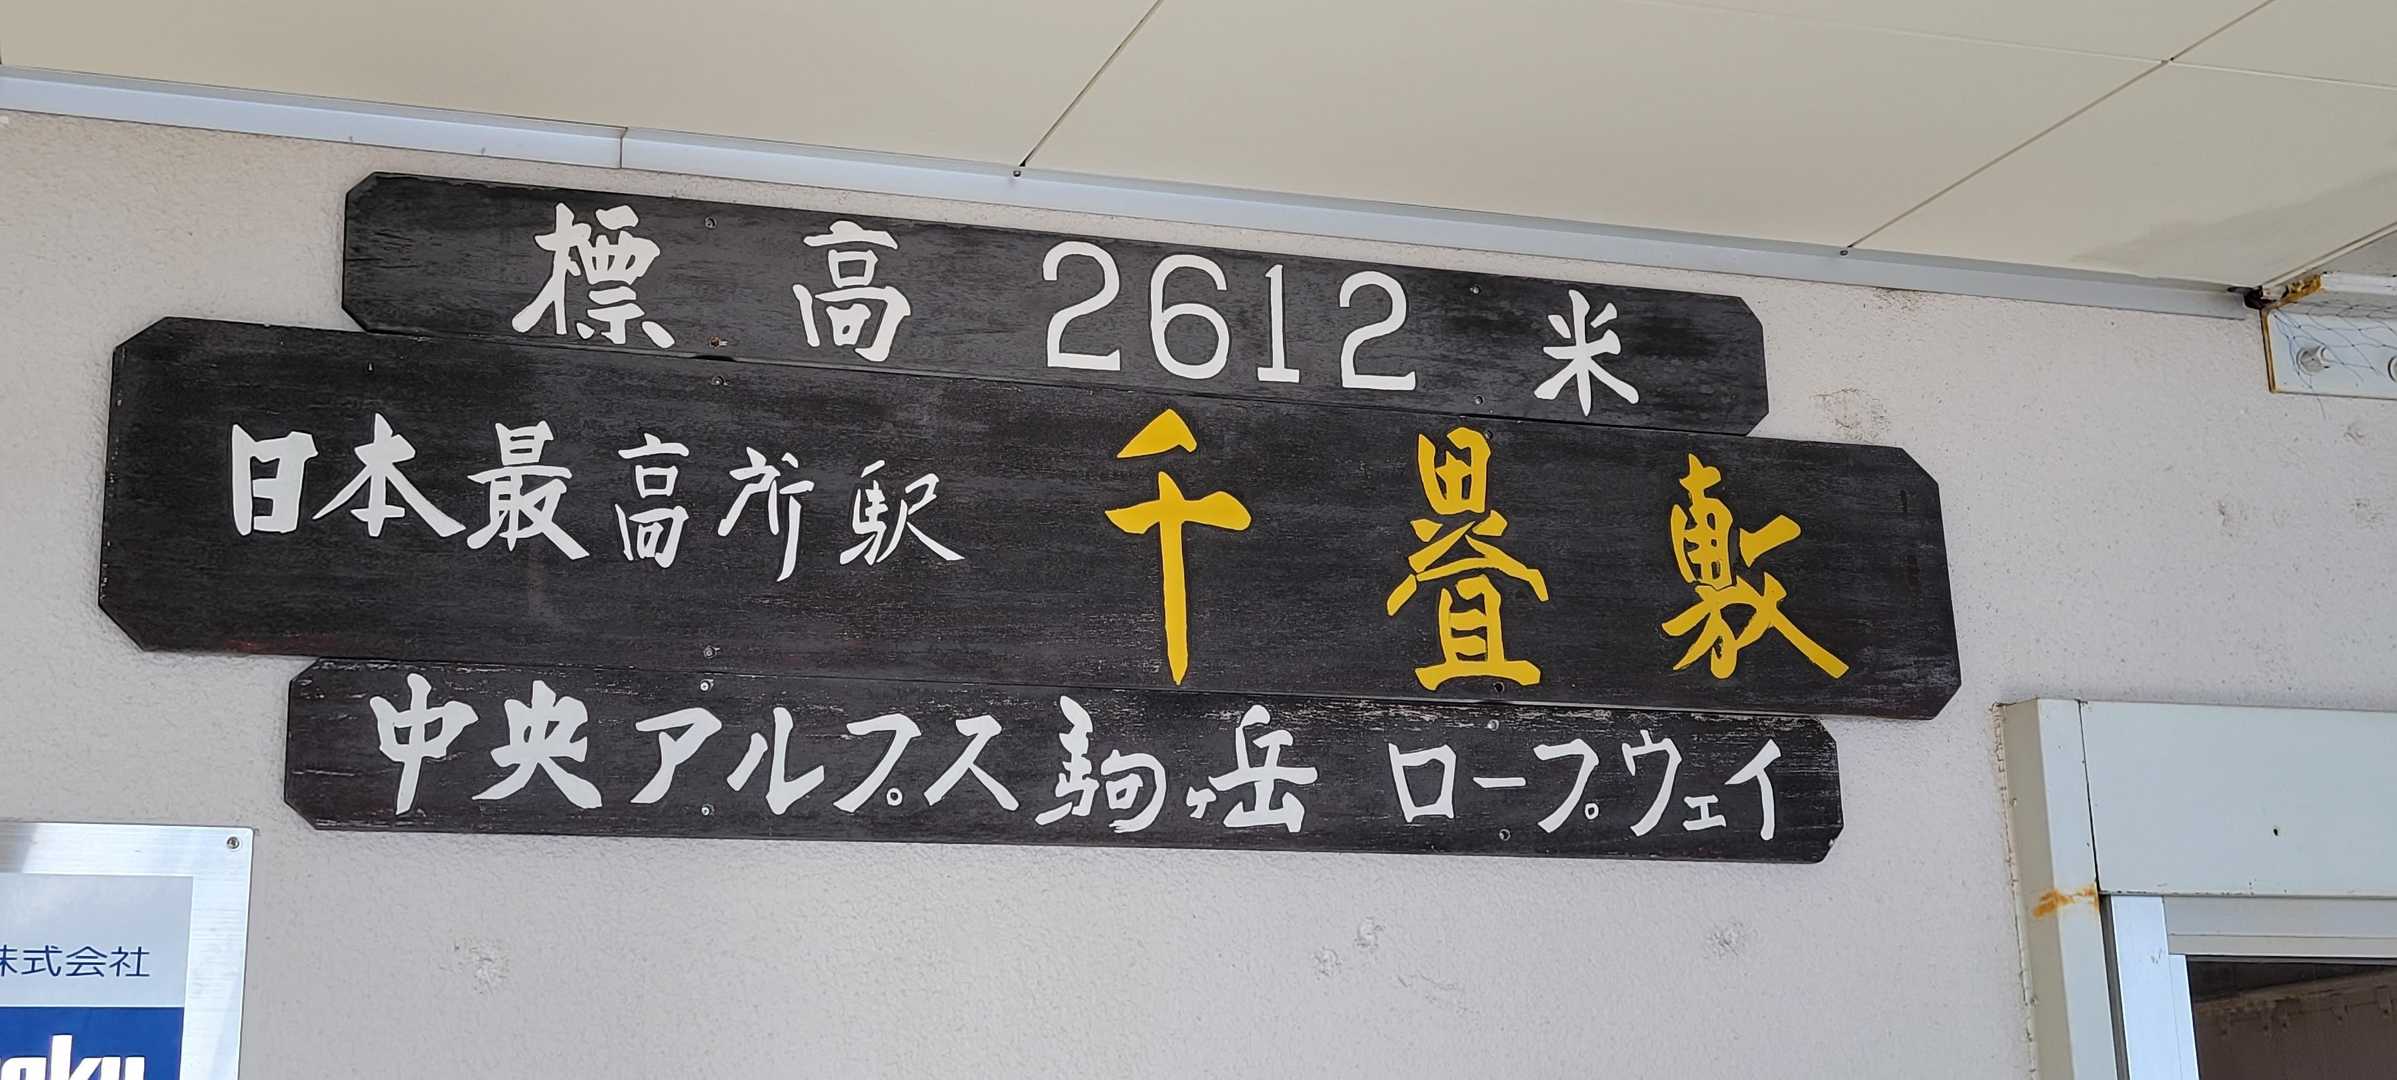 標高 2612 米
日本最高所駅 千畳敷
中央アルプス駒ヶ岳 ロープウェイ
株式会社